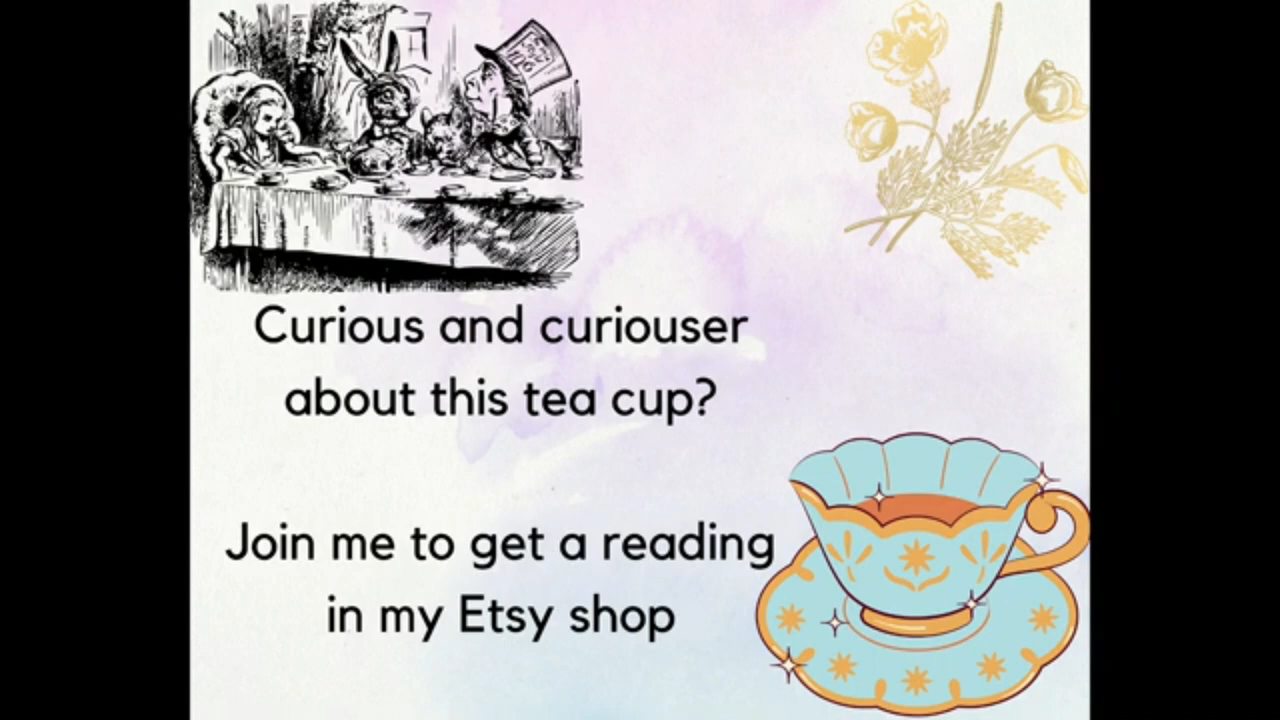 Curious and curiouser
about this tea cup?
Join me to get a reading
in my Etsy shop